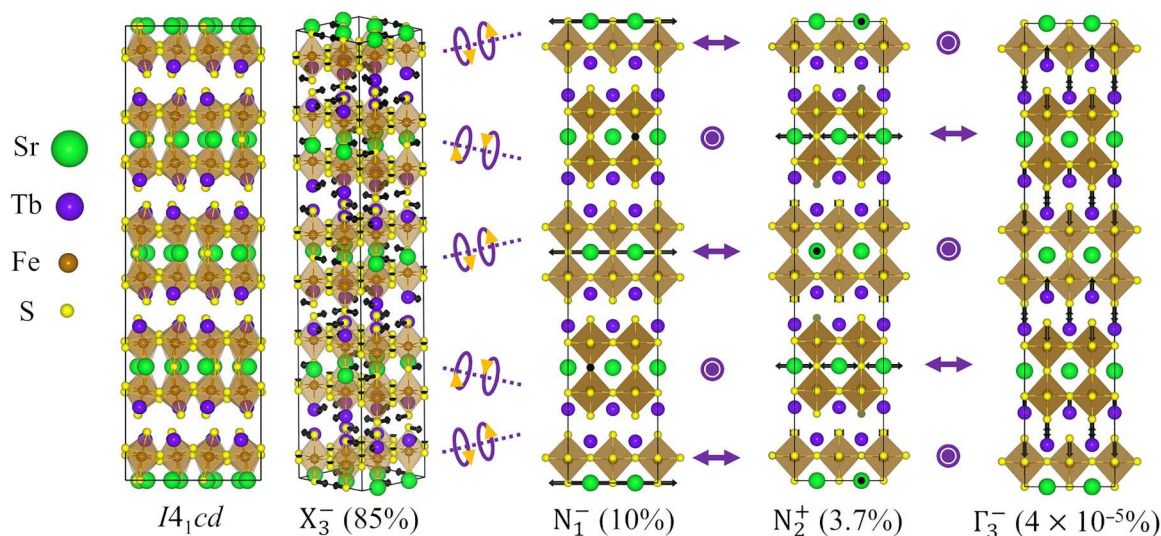 Sr
Tb
Fe
S
I4₁cd
X₃⁻ (85%)
N₁⁻ (10%)
N₂⁺ (3.7%)
Γ₃⁻ (4 × 10⁻⁵%)